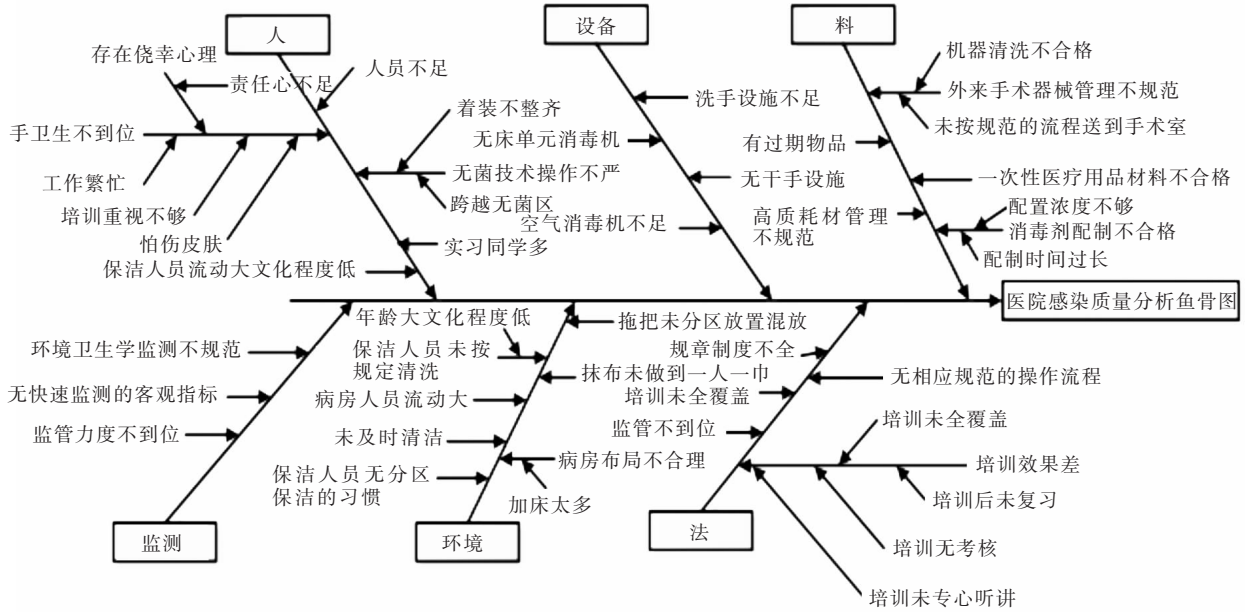 人
设备
料
存在侥幸心理
责任心不足
人员不足
手卫生不到位
工作繁忙
培训重视不够
怕伤皮肤
着装不整齐
无菌技术操作不严
跨越无菌区
实习同学多
保洁人员流动大文化程度低
洗手设施不足
无床单元消毒机
无干手设施
空气消毒机不足
机器清洗不合格
外来手术器械管理不规范
未按规范的流程送到手术室
有过期物品
一次性医疗用品材料不合格
高质耗材管理
不规范
配置浓度不够
消毒剂配制不合格
配制时间过长
医院感染质量分析鱼骨图
环境卫生学监测不规范
无快速监测的客观指标
监管力度不到位
年龄大文化程度低
保洁人员未按
规定清洗
病房人员流动大
未及时清洁
保洁人员无分区
保洁的习惯
拖把未分区放置混放
抹布未做到一人一巾
病房布局不合理
加床太多
规章制度不全
无相应规范的操作流程
培训未全覆盖
监管不到位
培训未全覆盖
培训效果差
培训后未复习
培训无考核
培训未专心听讲
监测
环境
法